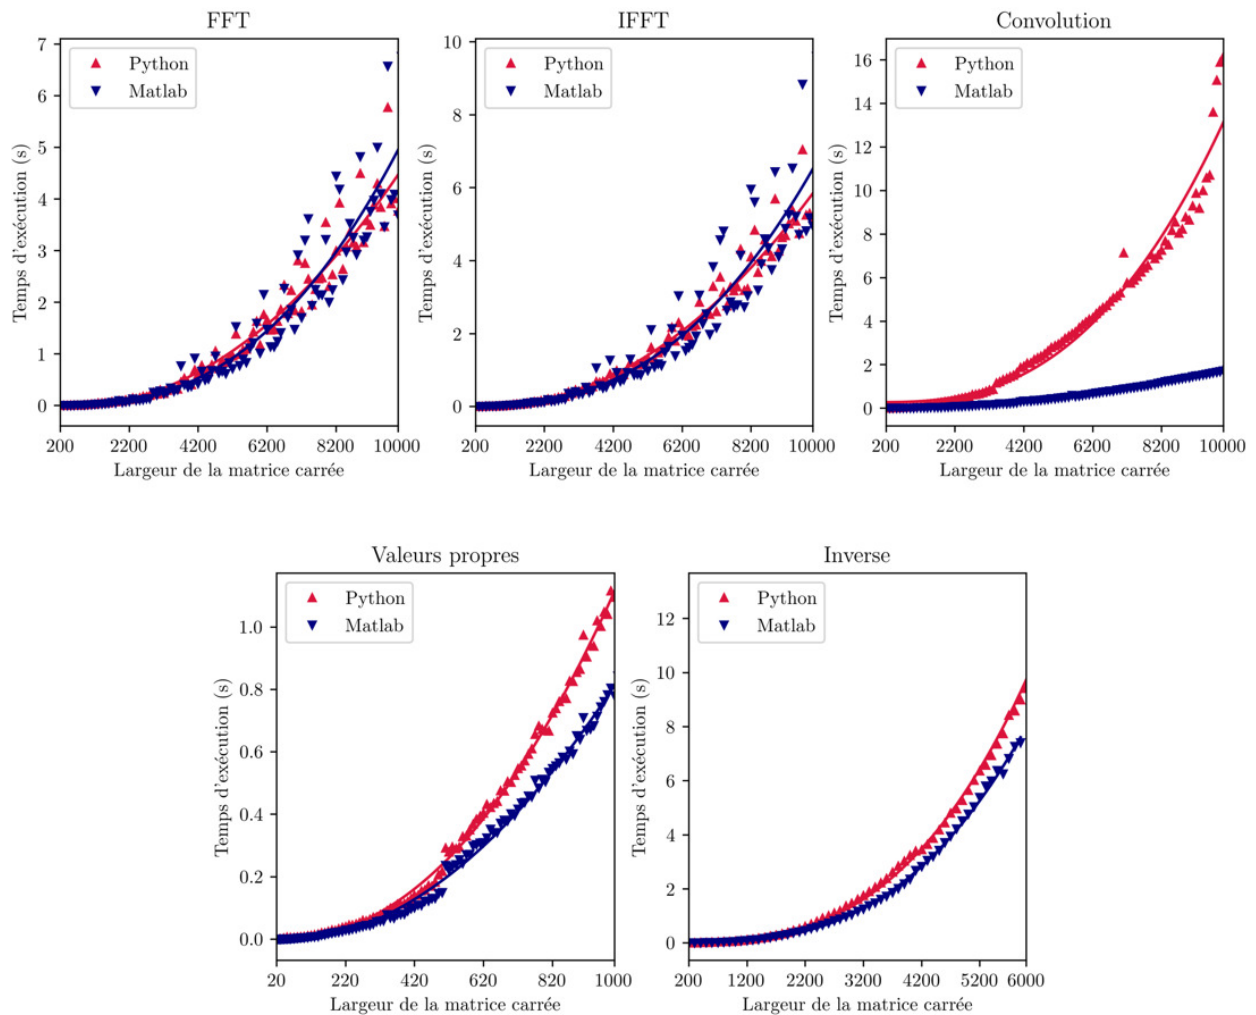 FFT
7
6
5
4
3
2
1
0
Temps d'exécution (s)
Python
Matlab
200 2200 4200 6200 8200 10000
Largeur de la matrice carrée
IFFT
10
8
6
4
2
0
Temps d'exécution (s)
Python
Matlab
200 2200 4200 6200 8200 10000
Largeur de la matrice carrée
Convolution
16
14
12
10
8
6
4
2
0
Temps d'exécution (s)
Python
Matlab
200 2200 4200 6200 8200 10000
Largeur de la matrice carrée
Valeurs propres
1.0
0.8
0.6
0.4
0.2
0.0
Temps d'exécution (s)
Python
Matlab
20 220 420 620 820 1000
Largeur de la matrice carrée
Inverse
12
10
8
6
4
2
0
Temps d'exécution (s)
Python
Matlab
200 1200 2200 3200 4200 5200 6000
Largeur de la matrice carrée